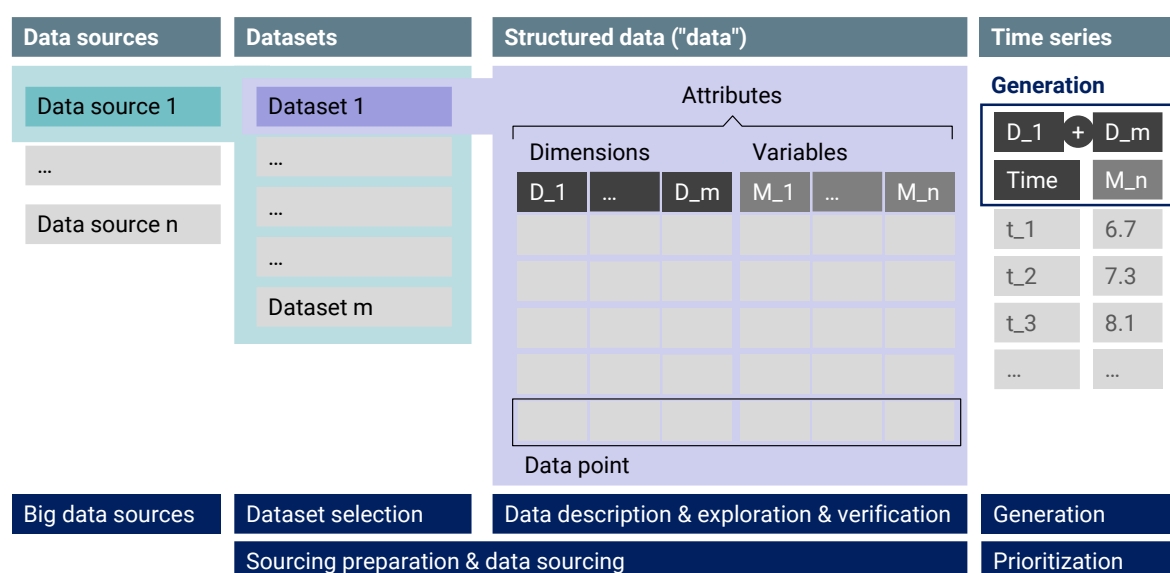 Data sources
Datasets
Structured data ("data")
Time series
Data source 1
…
Data source n
Dataset 1
…
…
…
Dataset m
Attributes
Dimensions
Variables
D_1 … D_m M_1 … M_n
Data point
Generation
D_1 + D_m
Time M_n
t_1 6.7
t_2 7.3
t_3 8.1
… …
Big data sources
Dataset selection
Data description & exploration & verification
Generation
Sourcing preparation & data sourcing
Prioritization